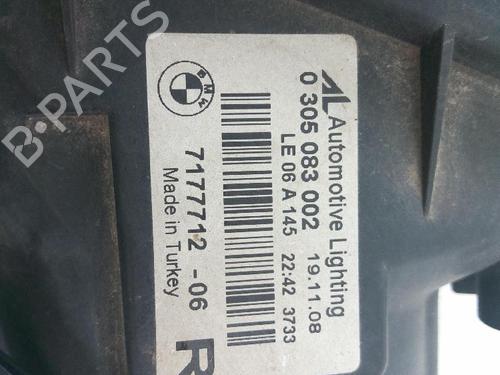 B-PARTS
BMW
AL Automotive Lighting
0 305 083 002 19.11.08
LE 06 A 145 22:42 3733
7177712 -06
Made in Turkey
R